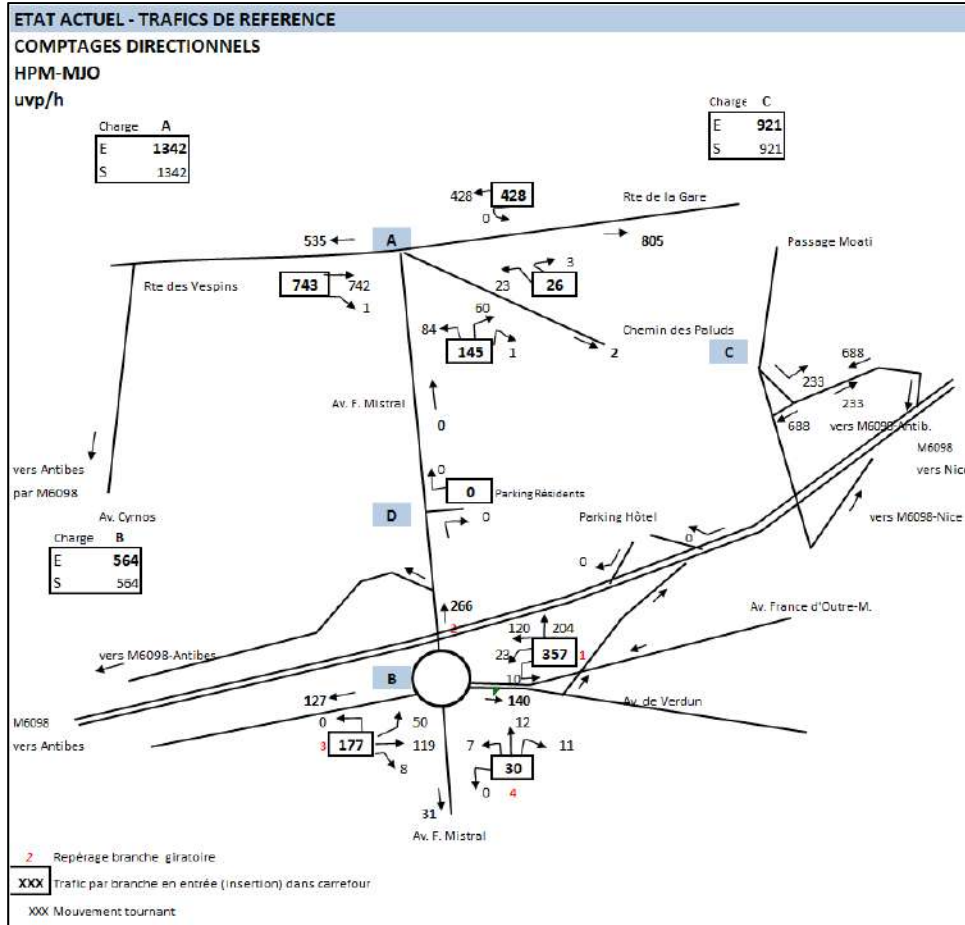 ETAT ACTUEL - TRAFICS DE REFERENCE
COMPTAGES DIRECTIONNELS
HPM-MJO
uvp/h
Charge A
E 1342
S 1342
Charge C
E 921
S 921
428 428
0
Rte de la Gare
535
A
805
Passage Moati
Rte des Vespins
743 742
1
3
23 26
60
84
145 1
Chemin des Paluds
2
C
688
233
233
688
vers M6098-Antib.
M6098
vers Nice
Av. F. Mistral
0
vers Antibes
par M6098
0
0 Parking Résidents
D
0
Parking Hôtel
vers M6098-Nice
Av. Cyrnos
Charge B
E 564
S 564
0
0
266
2
Av. France d'Outre-M.
120 204
vers M6098-Antibes
23 357 1
10
B
127
140
Av. de Verdun
M6098
vers Antibes
0 50
3 177 119
8
12
7 11
30
0 4
31
Av. F. Mistral
2 Repérage branche giratoire
XXX Trafic par branche en entrée (insertion) dans carrefour
XXX Mouvement tournant